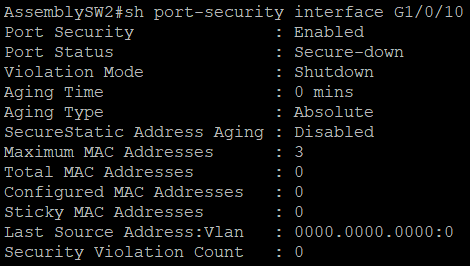 AssemblySW2#sh port-security interface G1/0/10
Port Security              : Enabled
Port Status                : Secure-down
Violation Mode             : Shutdown
Aging Time                 : 0 mins
Aging Type                 : Absolute
SecureStatic Address Aging : Disabled
Maximum MAC Addresses      : 3
Total MAC Addresses        : 0
Configured MAC Addresses   : 0
Sticky MAC Addresses       : 0
Last Source Address:Vlan   : 0000.0000.0000:0
Security Violation Count   : 0